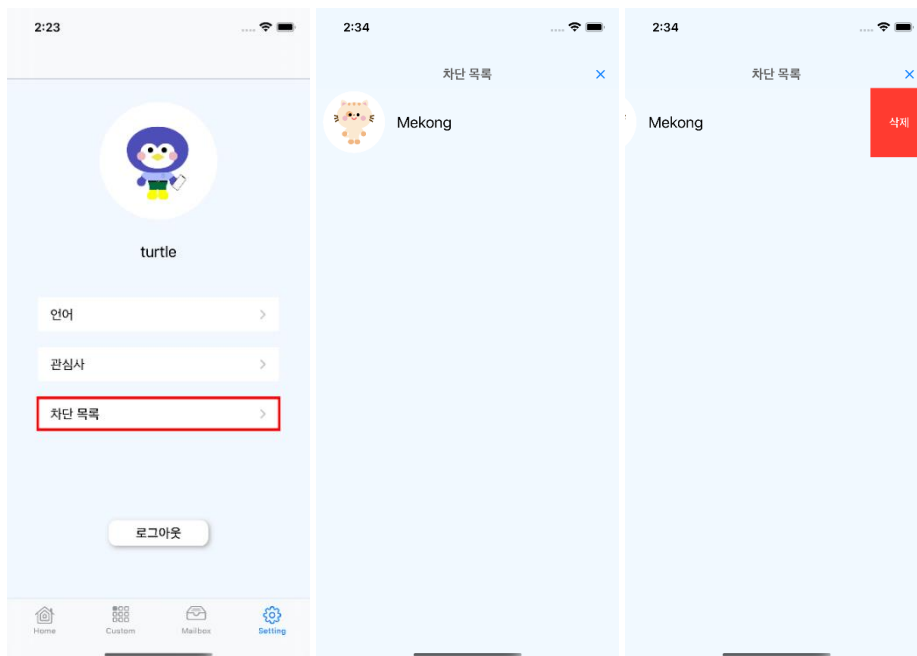 2:23
turtle
언어
관심사
차단 목록
로그아웃
Home
Custom
Mailbox
Setting
2:34
차단 목록
Mekong
2:34
차단 목록
Mekong
삭제